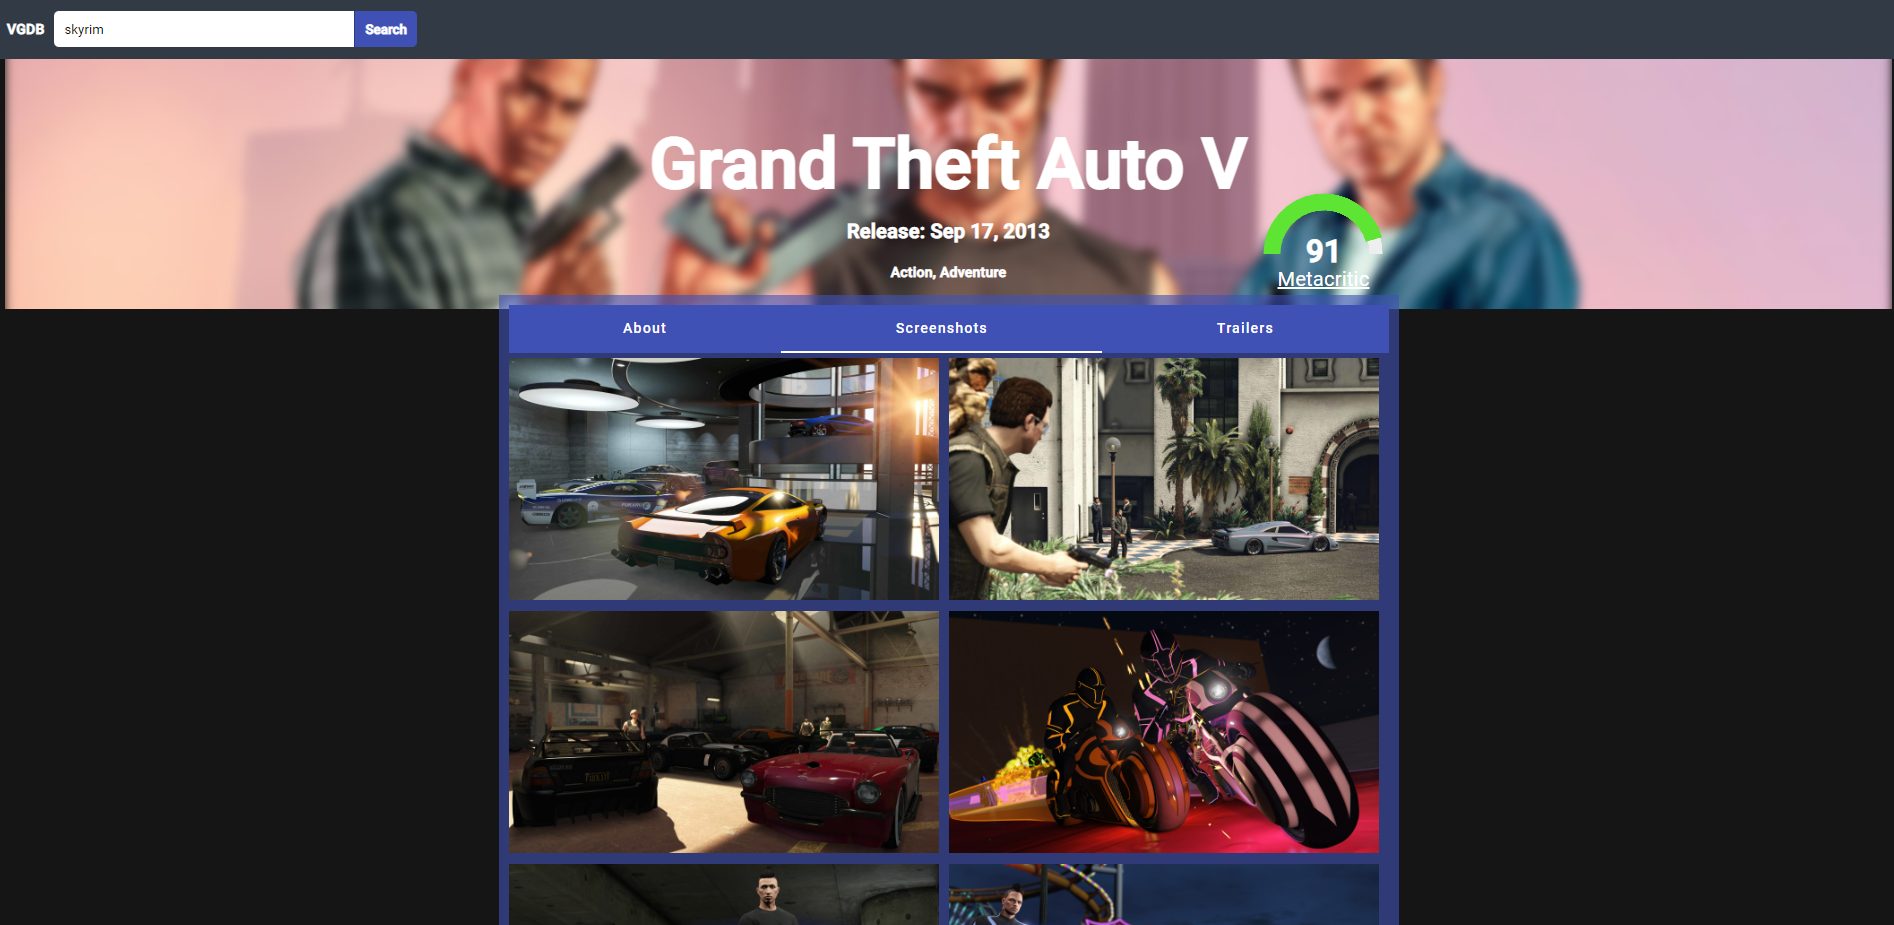 VGDB
skyrim
Search
Grand Theft Auto V
Release: Sep 17, 2013
Action, Adventure
91
Metacritic
About
Screenshots
Trailers